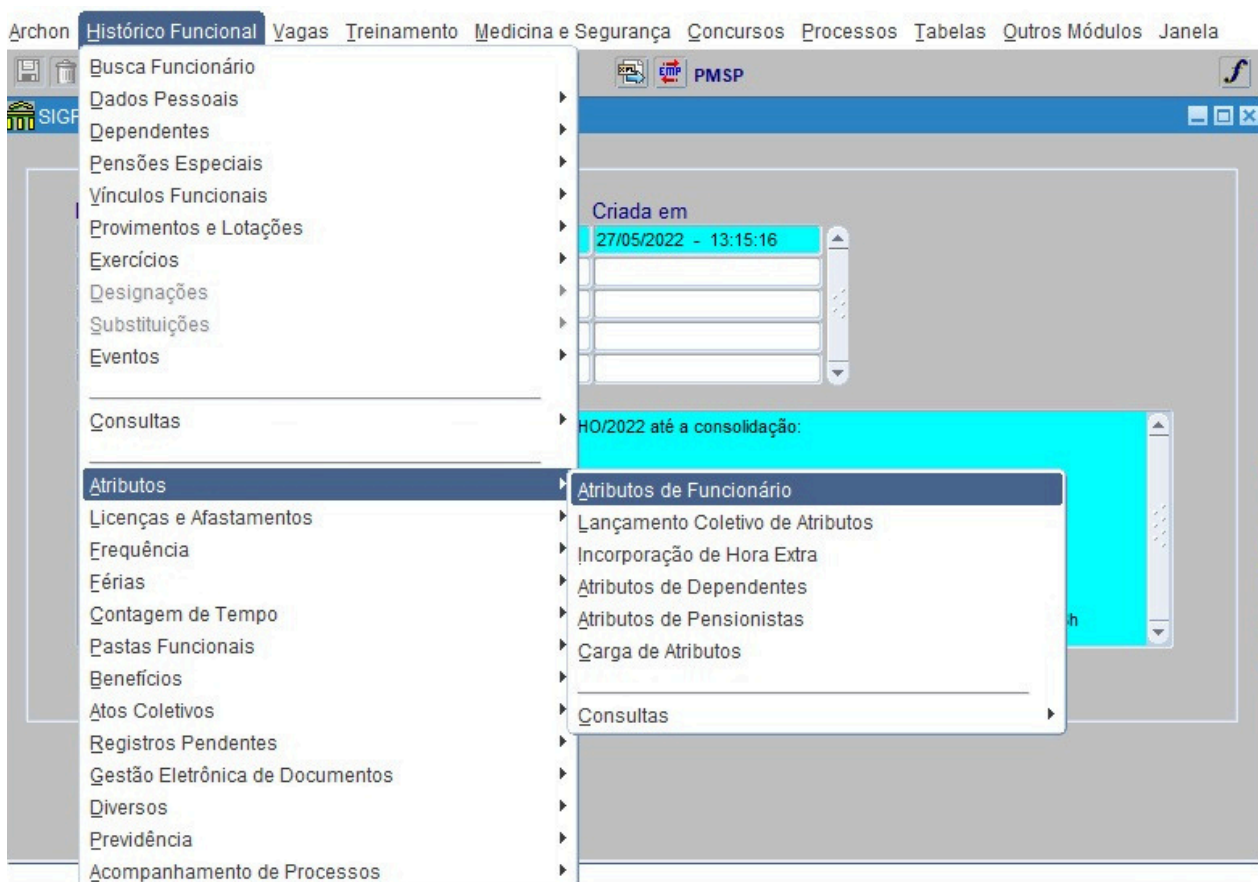 Archon Histórico Funcional Vagas Treinamento Medicina e Segurança Concursos Processos Tabelas Outros Módulos Janela
EMP PMSP
Busca Funcionário
Dados Pessoais
Dependentes
Pensões Especiais
Vínculos Funcionais
Provimentos e Lotações
Exercícios
Designações
Substituições
Eventos
Consultas
Atributos
Licenças e Afastamentos
Frequência
Férias
Contagem de Tempo
Pastas Funcionais
Benefícios
Atos Coletivos
Registros Pendentes
Gestão Eletrônica de Documentos
Diversos
Previdência
Acompanhamento de Processos
Criada em
27/05/2022 - 13:15:16
HO/2022 até a consolidação:
Atributos de Funcionário
Lançamento Coletivo de Atributos
Incorporação de Hora Extra
Atributos de Dependentes
Atributos de Pensionistas
Carga de Atributos
Consultas